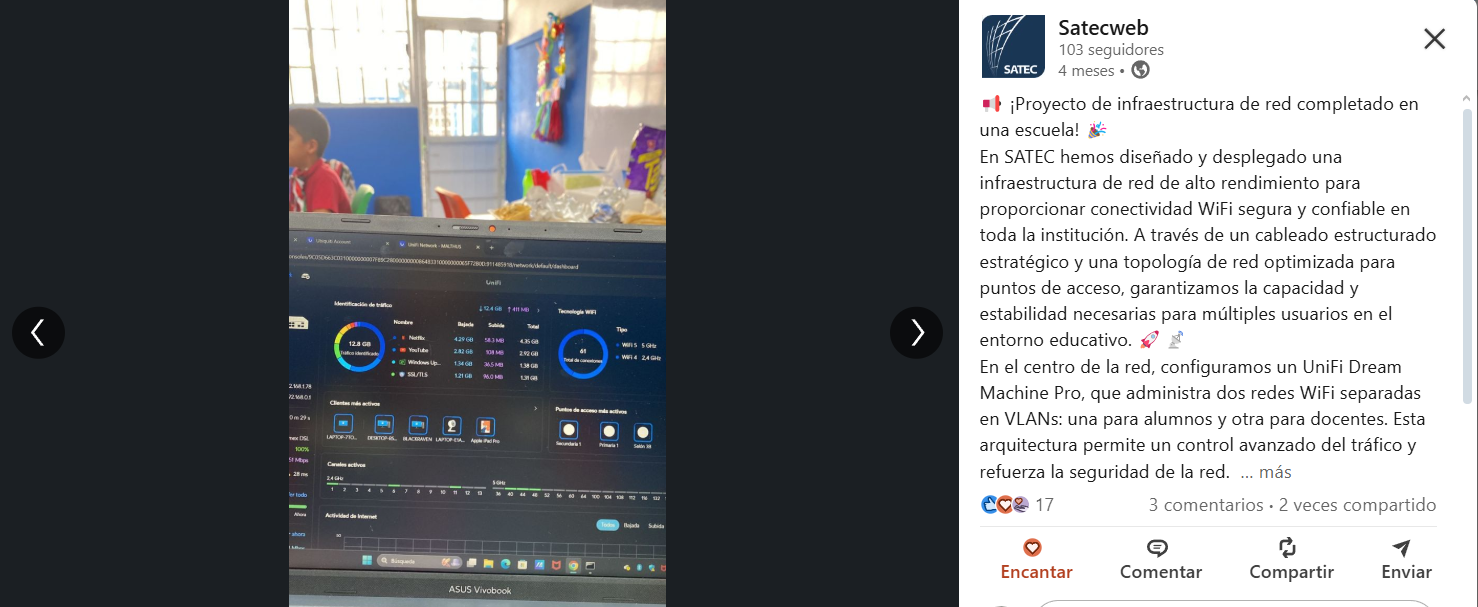 Satecweb
103 seguidores
4 meses •
SATEC
📢 ¡Proyecto de infraestructura de red completado en
una escuela! 🎉
En SATEC hemos diseñado y desplegado una
infraestructura de red de alto rendimiento para
proporcionar conectividad WiFi segura y confiable en
toda la institución. A través de un cableado estructurado
estratégico y una topología de red optimizada para
puntos de acceso, garantizamos la capacidad y
estabilidad necesarias para múltiples usuarios en el
entorno educativo. 🚀 📡
En el centro de la red, configuramos un UniFi Dream
Machine Pro, que administra dos redes WiFi separadas
en VLANs: una para alumnos y otra para docentes. Esta
arquitectura permite un control avanzado del tráfico y
refuerza la seguridad de la red. ... más
17 3 comentarios • 2 veces compartido
Encantar Comentar Compartir Enviar
Ubiquiti Account UniFi Network - MALTHUS
UniFi
Identificación de tráfico
↓12.4 GB ↑411 MB
12.8 GB
Tráfico identificado
Nombre Bajada Subida Total
Netflix 4.29 GB 58.3 MB 4.35 GB
YouTube 2.82 GB 108 MB 2.92 GB
Windows Up... 1.34 GB 36.5 MB 1.38 GB
SSL/TLS 1.21 GB 96.0 MB 1.31 GB
Tecnología WiFi
61
Total de conexiones
Tipo
WiFi 5 5 GHz
WiFi 4 2,4 GHz
Clientes más activos
LAPTOP-77O... DESKTOP-8S... BLACKRAVEN LAPTOP-E1A... Apple iPad Pro
Puntos de acceso más activos
Secundaria 1 Primaria 1 Salón 3B
Canales activos
2,4 GHz
1 2 3 4 5 6 7 8 9 10 11 12 13
5 GHz
36 40 44 48 52 56 60 64 100 104 108 112 116 132
Actividad de Internet
Todos Bajada Subida
100%
28 ms
Ahora
Búsqueda
ASUS Vivobook